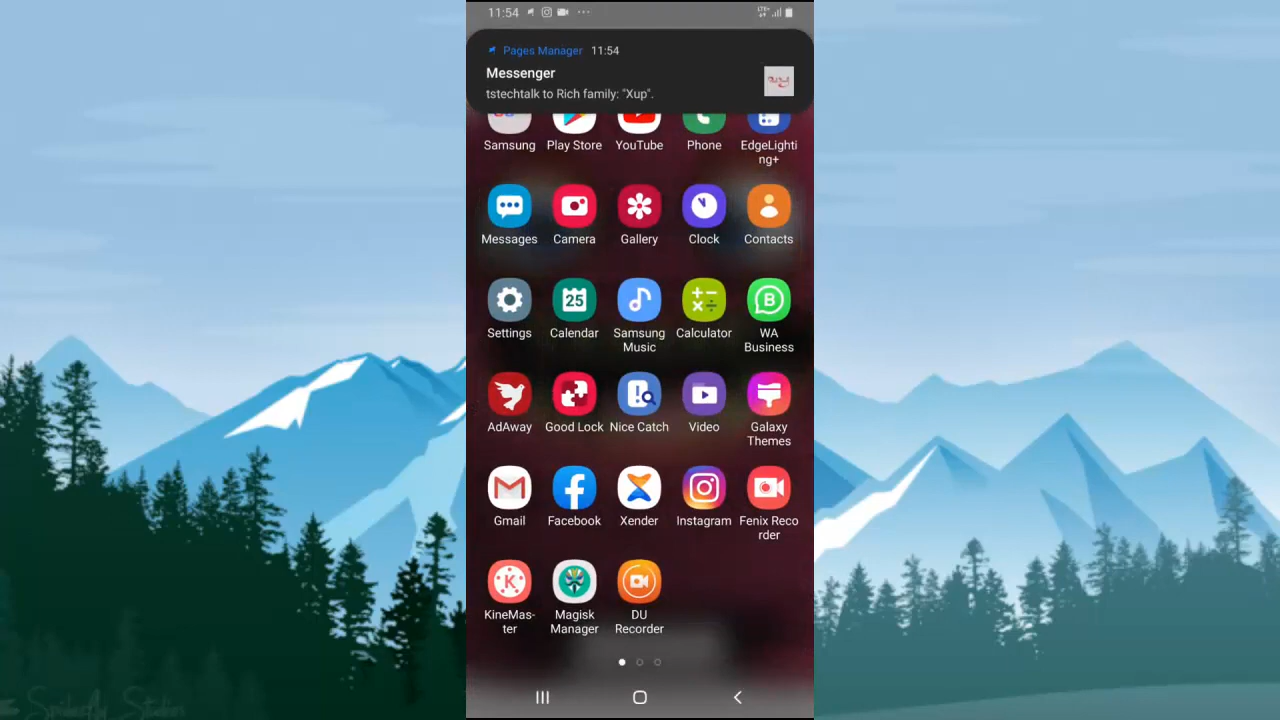 11:54
LTE+
Pages Manager 11:54
Messenger
tstechtalk to Rich family: "Xup".
Samsung Play Store YouTube Phone EdgeLighti
ng+
Messages Camera Gallery Clock Contacts
25
Settings Calendar Samsung Calculator WA
Music Business
AdAway Good Lock Nice Catch Video Galaxy
Themes
Gmail Facebook Xender Instagram Fenix Reco
rder
KineMas- Magisk DU
ter Manager Recorder